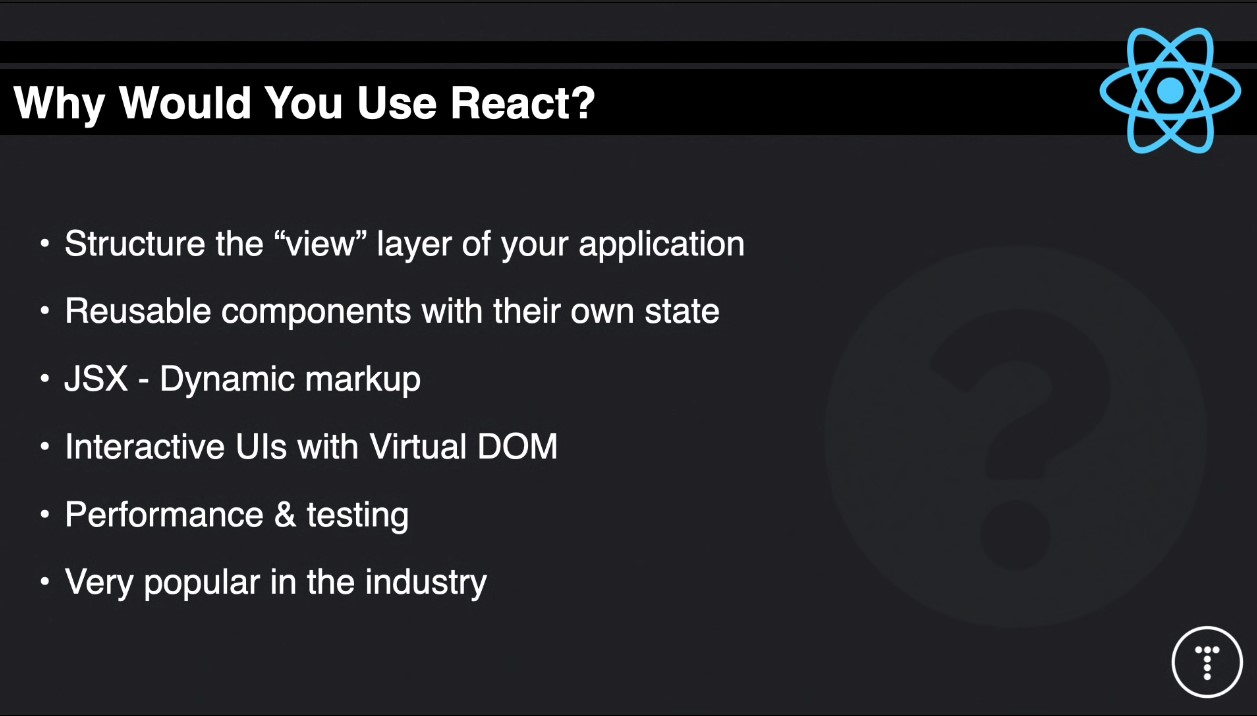 Why Would You Use React?
• Structure the “view” layer of your application
• Reusable components with their own state
• JSX - Dynamic markup
• Interactive UIs with Virtual DOM
• Performance & testing
• Very popular in the industry
?
T